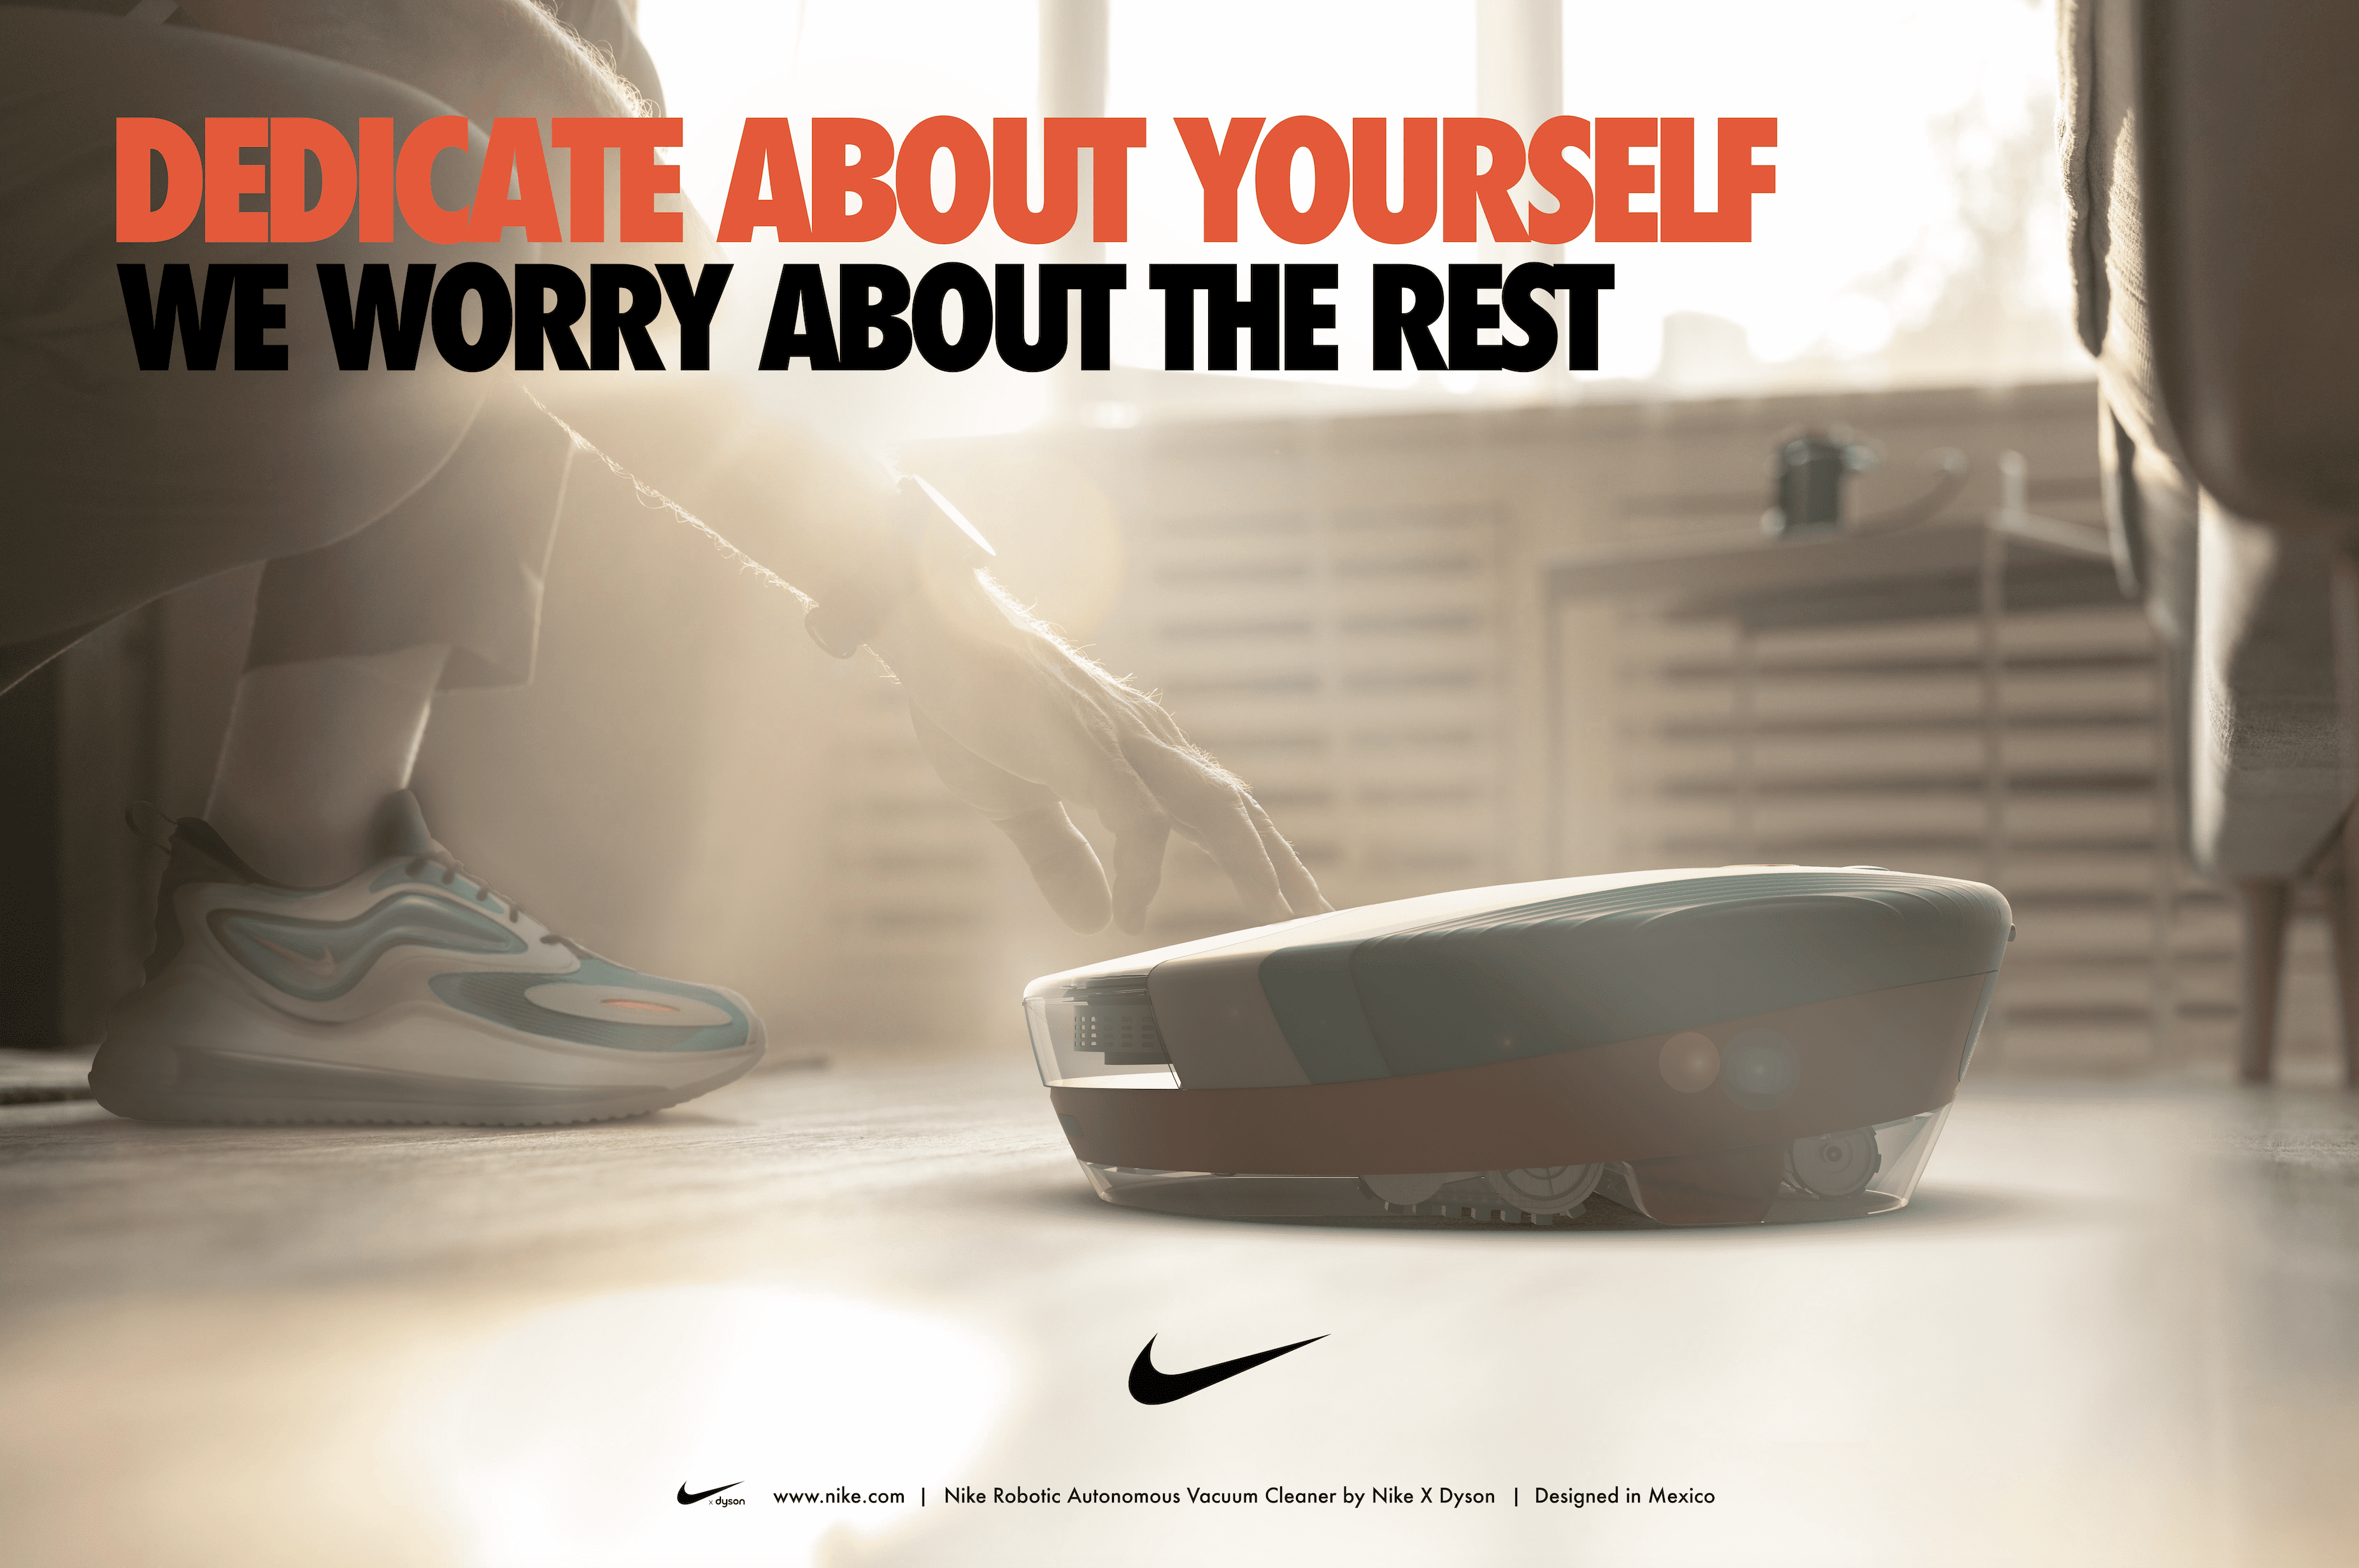 DEDICATE ABOUT YOURSELF
WE WORRY ABOUT THE REST
x dyson www.nike.com | Nike Robotic Autonomous Vacuum Cleaner by Nike X Dyson | Designed in Mexico